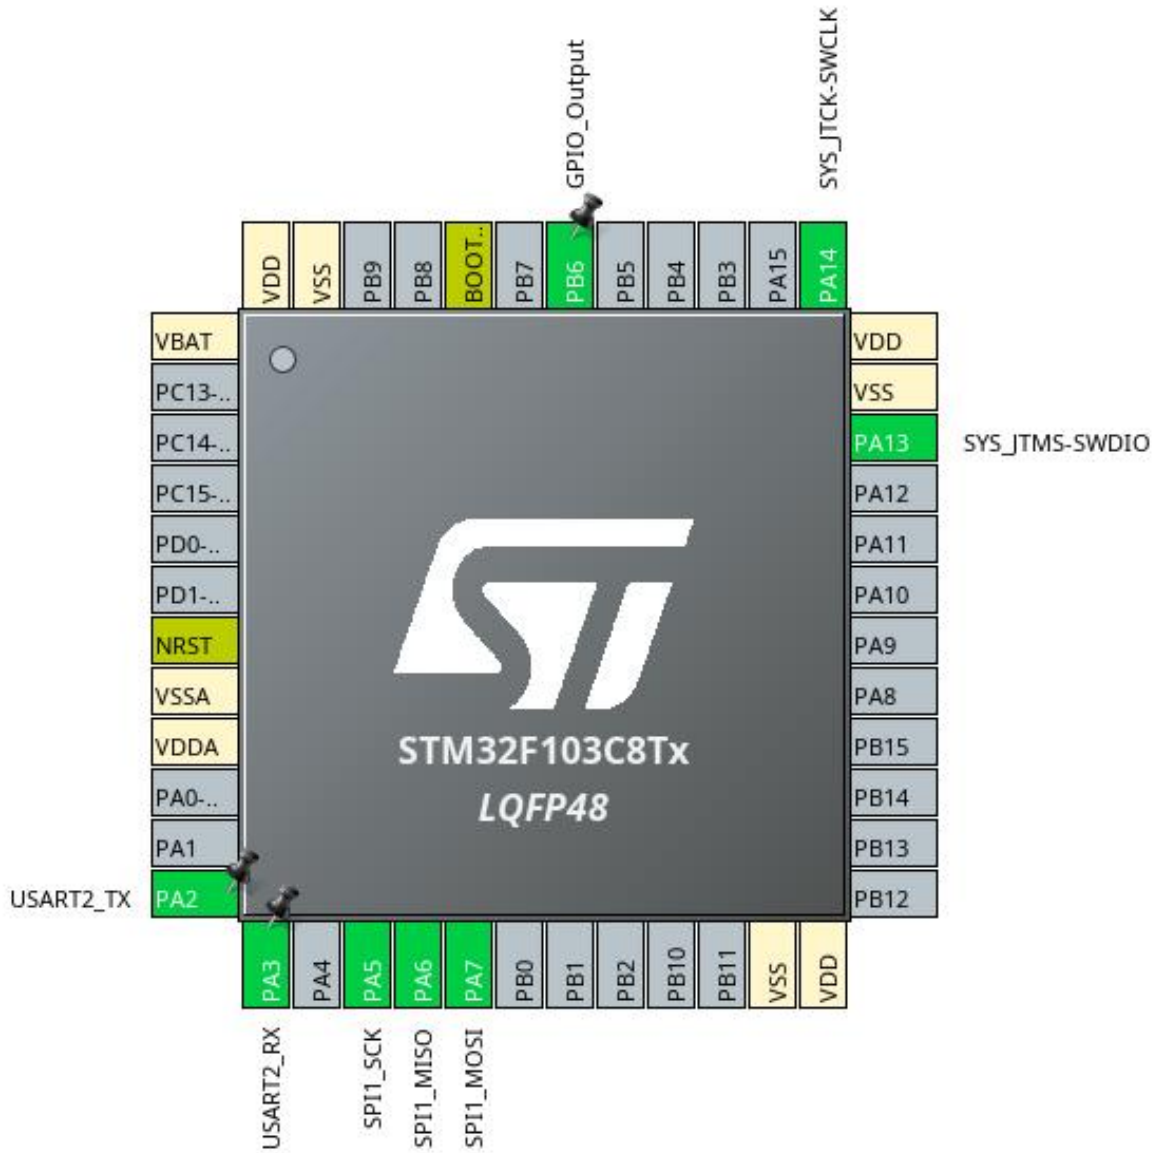 GPIO_Output
SYS_JTCK-SWCLK
VDD
VSS
PB9
PB8
BOOT..
PB7
PB6
PB5
PB4
PB3
PA15
PA14
VBAT
PC13-..
PC14-..
PC15-..
PD0-..
PD1-..
NRST
VSSA
VDDA
PA0-..
PA1
USART2_TX PA2
VDD
VSS
PA13 SYS_JTMS-SWDIO
PA12
PA11
PA10
PA9
PA8
PB15
PB14
PB13
PB12
ST
STM32F103C8Tx
LQFP48
PA3
PA4
PA5
PA6
PA7
PB0
PB1
PB2
PB10
PB11
VSS
VDD
USART2_RX
SPI1_SCK
SPI1_MISO
SPI1_MOSI